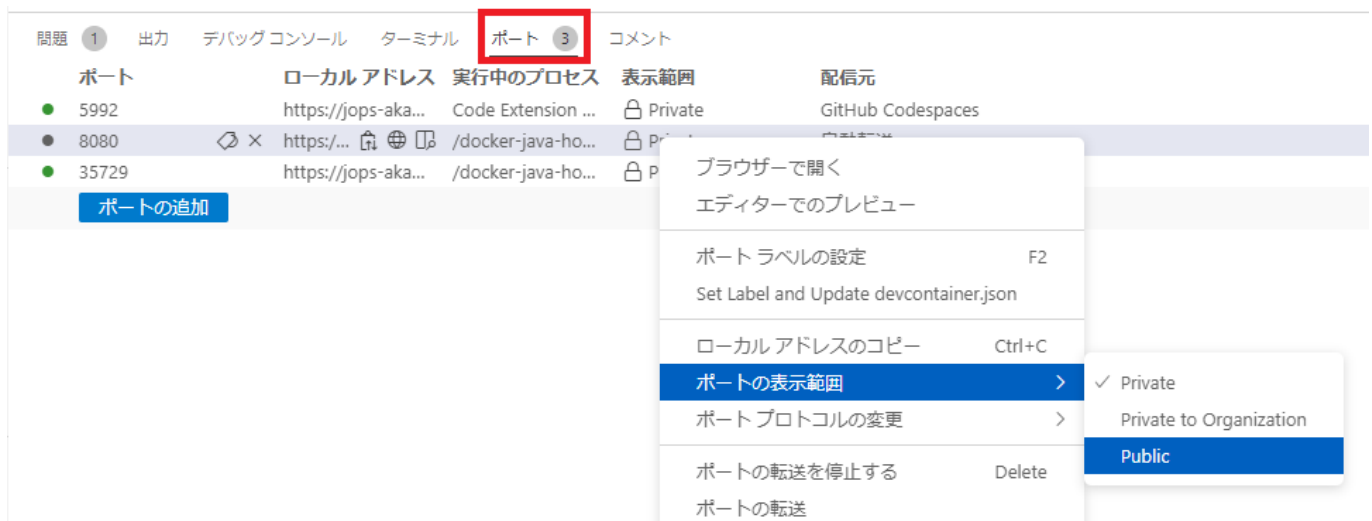 問題 1 出力 デバッグ コンソール ターミナル ポート 3 コメント
ポート ローカル アドレス 実行中のプロセス 表示範囲 配信元
5992 https://jops-aka... Code Extension ... Private GitHub Codespaces
8080 https:/... /docker-java-ho...
35729 https://jops-aka... /docker-java-ho...
ポートの追加
ブラウザーで開く
エディターでのプレビュー
ポート ラベルの設定 F2
Set Label and Update devcontainer.json
ローカル アドレスのコピー Ctrl+C
ポートの表示範囲
ポート プロトコルの変更
ポートの転送を停止する Delete
ポートの転送
Private
Private to Organization
Public